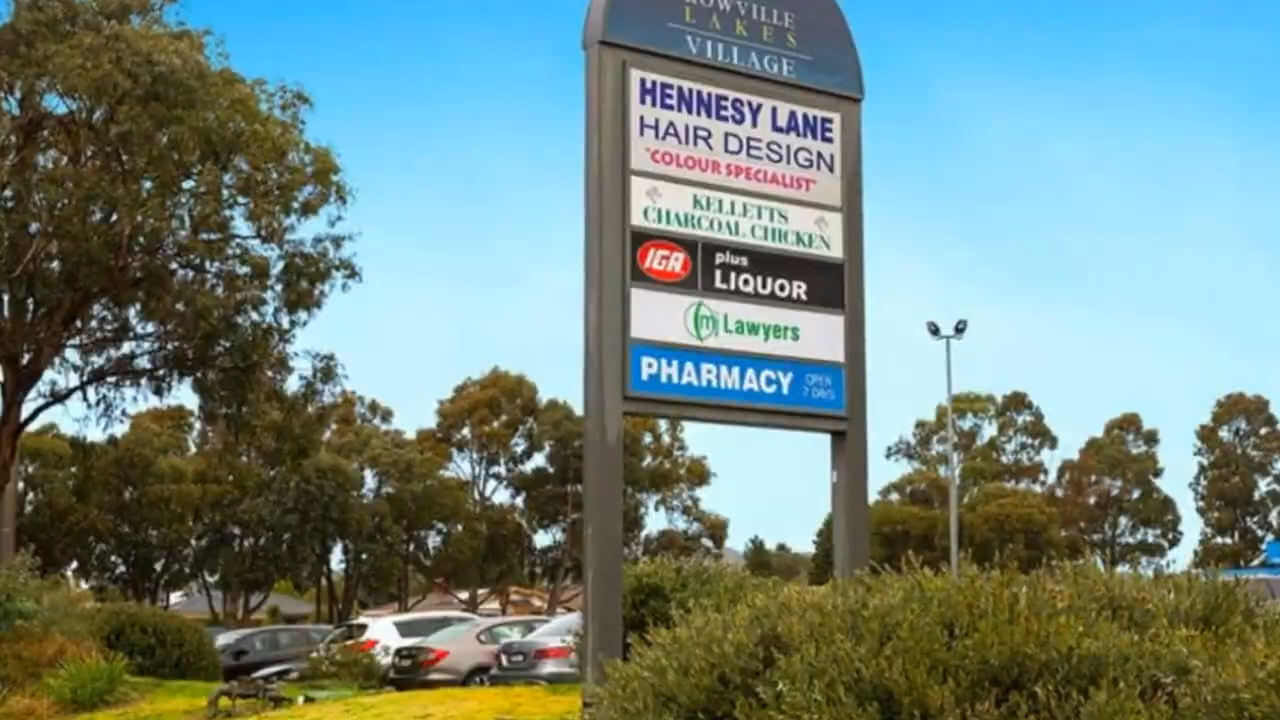 ROWVILLE
LAKES
VILLAGE
HENNESY LANE
HAIR DESIGN
"COLOUR SPECIALIST"
KELLETTS
CHARCOAL CHICKEN
IGA plus
LIQUOR
m Lawyers
PHARMACY OPEN
7 DAYS